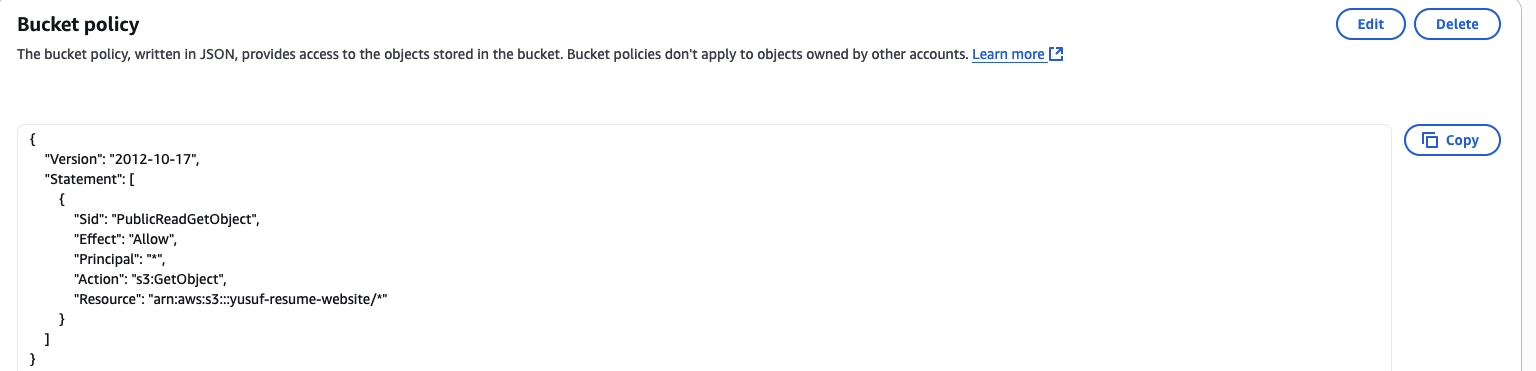 Bucket policy
Edit
Delete
The bucket policy, written in JSON, provides access to the objects stored in the bucket. Bucket policies don't apply to objects owned by other accounts. Learn more
Copy
{
"Version": "2012-10-17",
"Statement": [
{
"Sid": "PublicReadGetObject",
"Effect": "Allow",
"Principal": "*",
"Action": "s3:GetObject",
"Resource": "arn:aws:s3:::yusuf-resume-website/*"
}
]
}